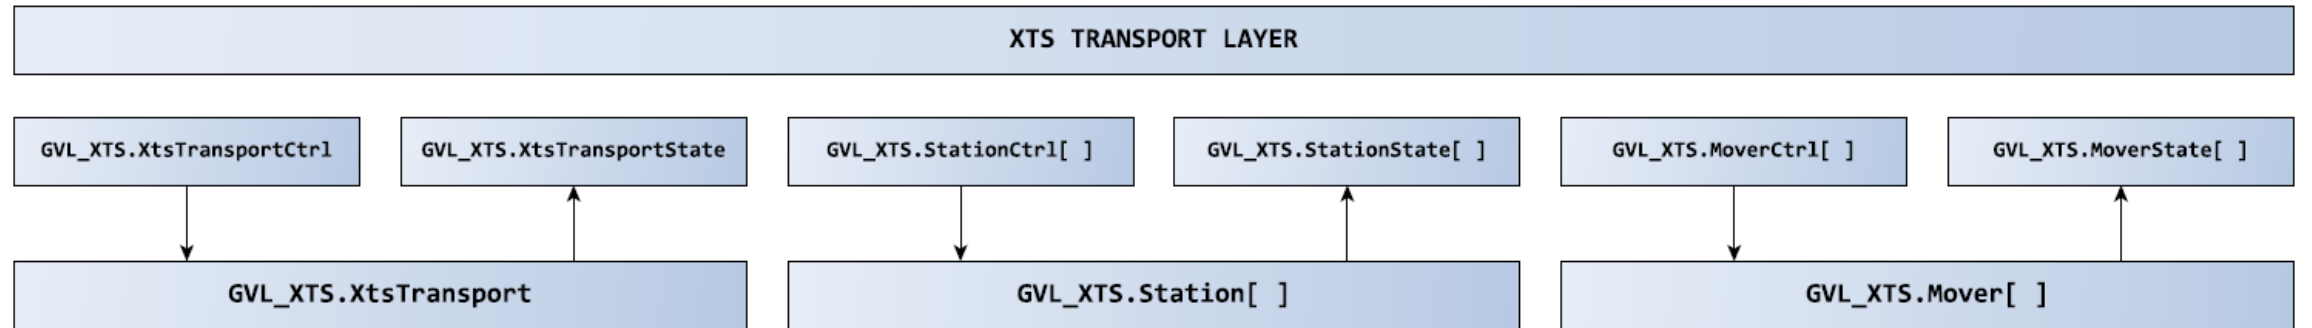 XTS TRANSPORT LAYER
GVL_XTS.XtsTransportCtrl
GVL_XTS.XtsTransportState
GVL_XTS.StationCtrl[ ]
GVL_XTS.StationState[ ]
GVL_XTS.MoverCtrl[ ]
GVL_XTS.MoverState[ ]
GVL_XTS.XtsTransport
GVL_XTS.Station[ ]
GVL_XTS.Mover[ ]